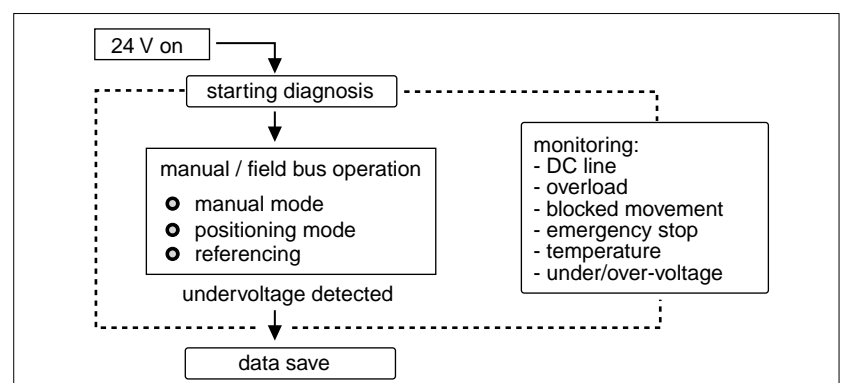 24 V on
starting diagnosis
manual / field bus operation
manual mode
positioning mode
referencing
undervoltage detected
data save
monitoring:
- DC line
- overload
- blocked movement
- emergency stop
- temperature
- under/over-voltage